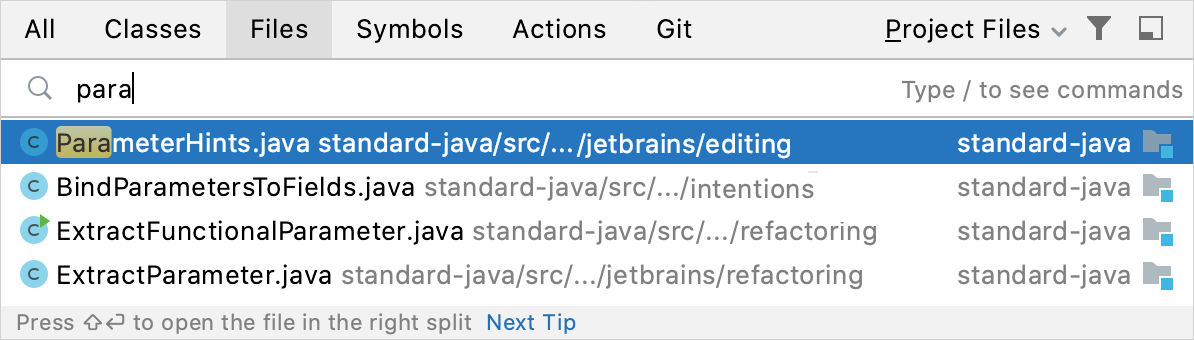 All Classes Files Symbols Actions Git Project Files
para Type / to see commands
C ParameterHints.java standard-java/src/.../jetbrains/editing standard-java
C BindParametersToFields.java standard-java/src/.../intentions standard-java
C ExtractFunctionalParameter.java standard-java/src/.../refactoring standard-java
C ExtractParameter.java standard-java/src/.../jetbrains/refactoring standard-java
Press ⇧⏎ to open the file in the right split Next Tip